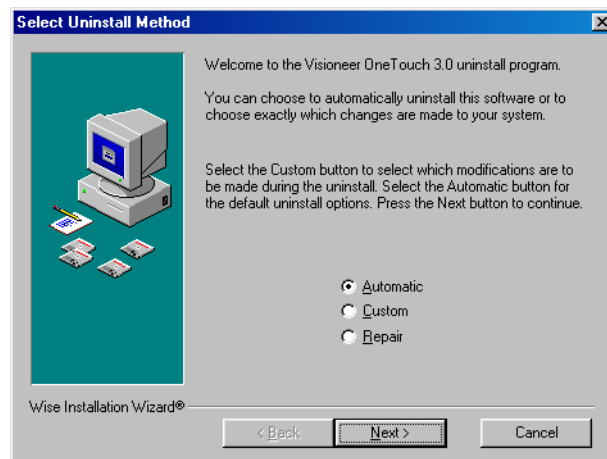 Select Uninstall Method
Welcome to the Visioneer OneTouch 3.0 uninstall program.
You can choose to automatically uninstall this software or to
choose exactly which changes are made to your system.
Select the Custom button to select which modifications are to
be made during the uninstall. Select the Automatic button for
the default uninstall options. Press the Next button to continue.
Automatic
Custom
Repair
Wise Installation Wizard®
< Back
Next >
Cancel